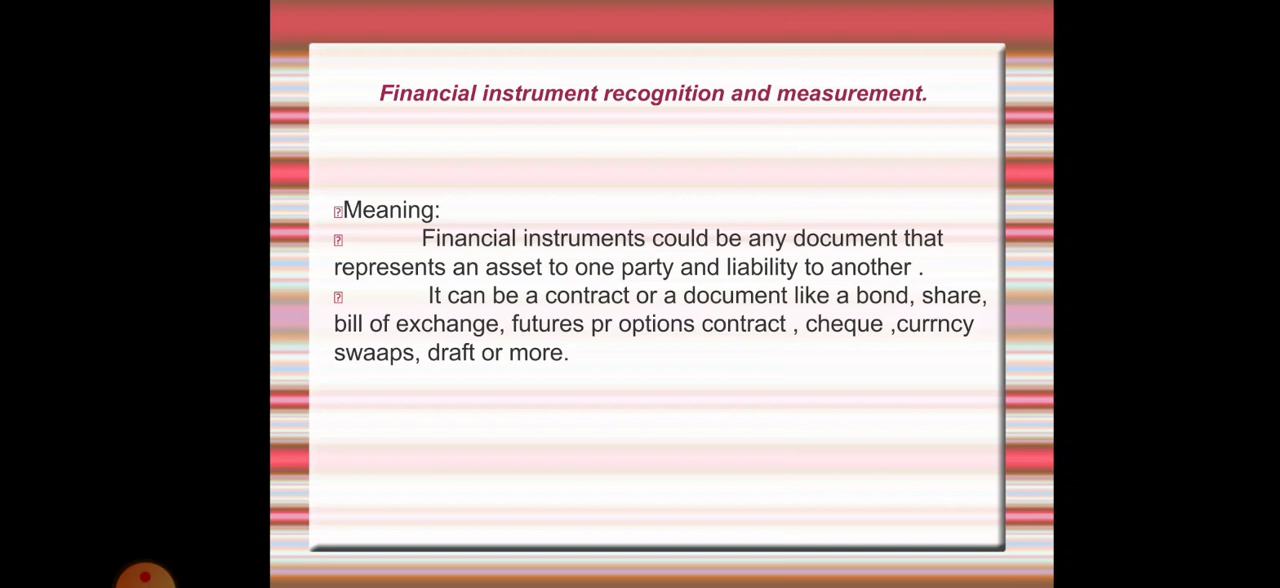 Financial instrument recognition and measurement.
Meaning:
Financial instruments could be any document that
represents an asset to one party and liability to another .
It can be a contract or a document like a bond, share,
bill of exchange, futures pr options contract , cheque ,currncy
swaaps, draft or more.